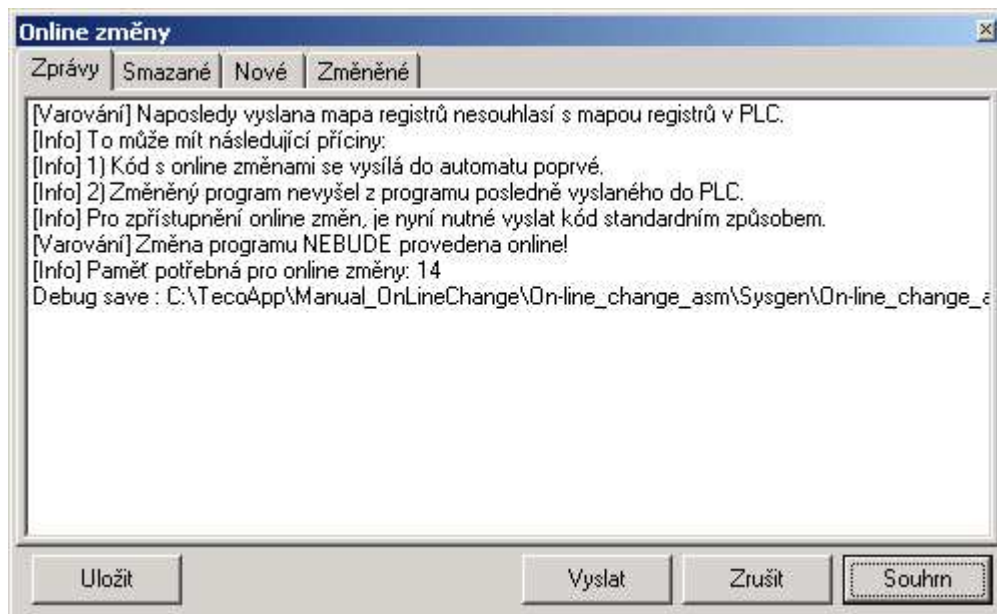 Online změny
Zprávy Smazané Nové Změněné
[Varování] Naposledy vyslana mapa registrů nesouhlasí s mapou registrů v PLC.
[Info] To může mít následující příciny:
[Info] 1) Kód s online změnami se vysílá do automatu poprvé.
[Info] 2) Změněný program nevyšel z programu posledně vyslaného do PLC.
[Info] Pro zpřístupnění online změn, je nyní nutné vyslat kód standardním způsobem.
[Varování] Změna programu NEBUDE provedena online!
[Info] Paměť potřebná pro online změny: 14
Debug save : C:\TecoApp\Manual_OnLineChange\On-line_change_asm\Sysgen\On-line_change_a
Uložit Vyslat Zrušit Souhrn